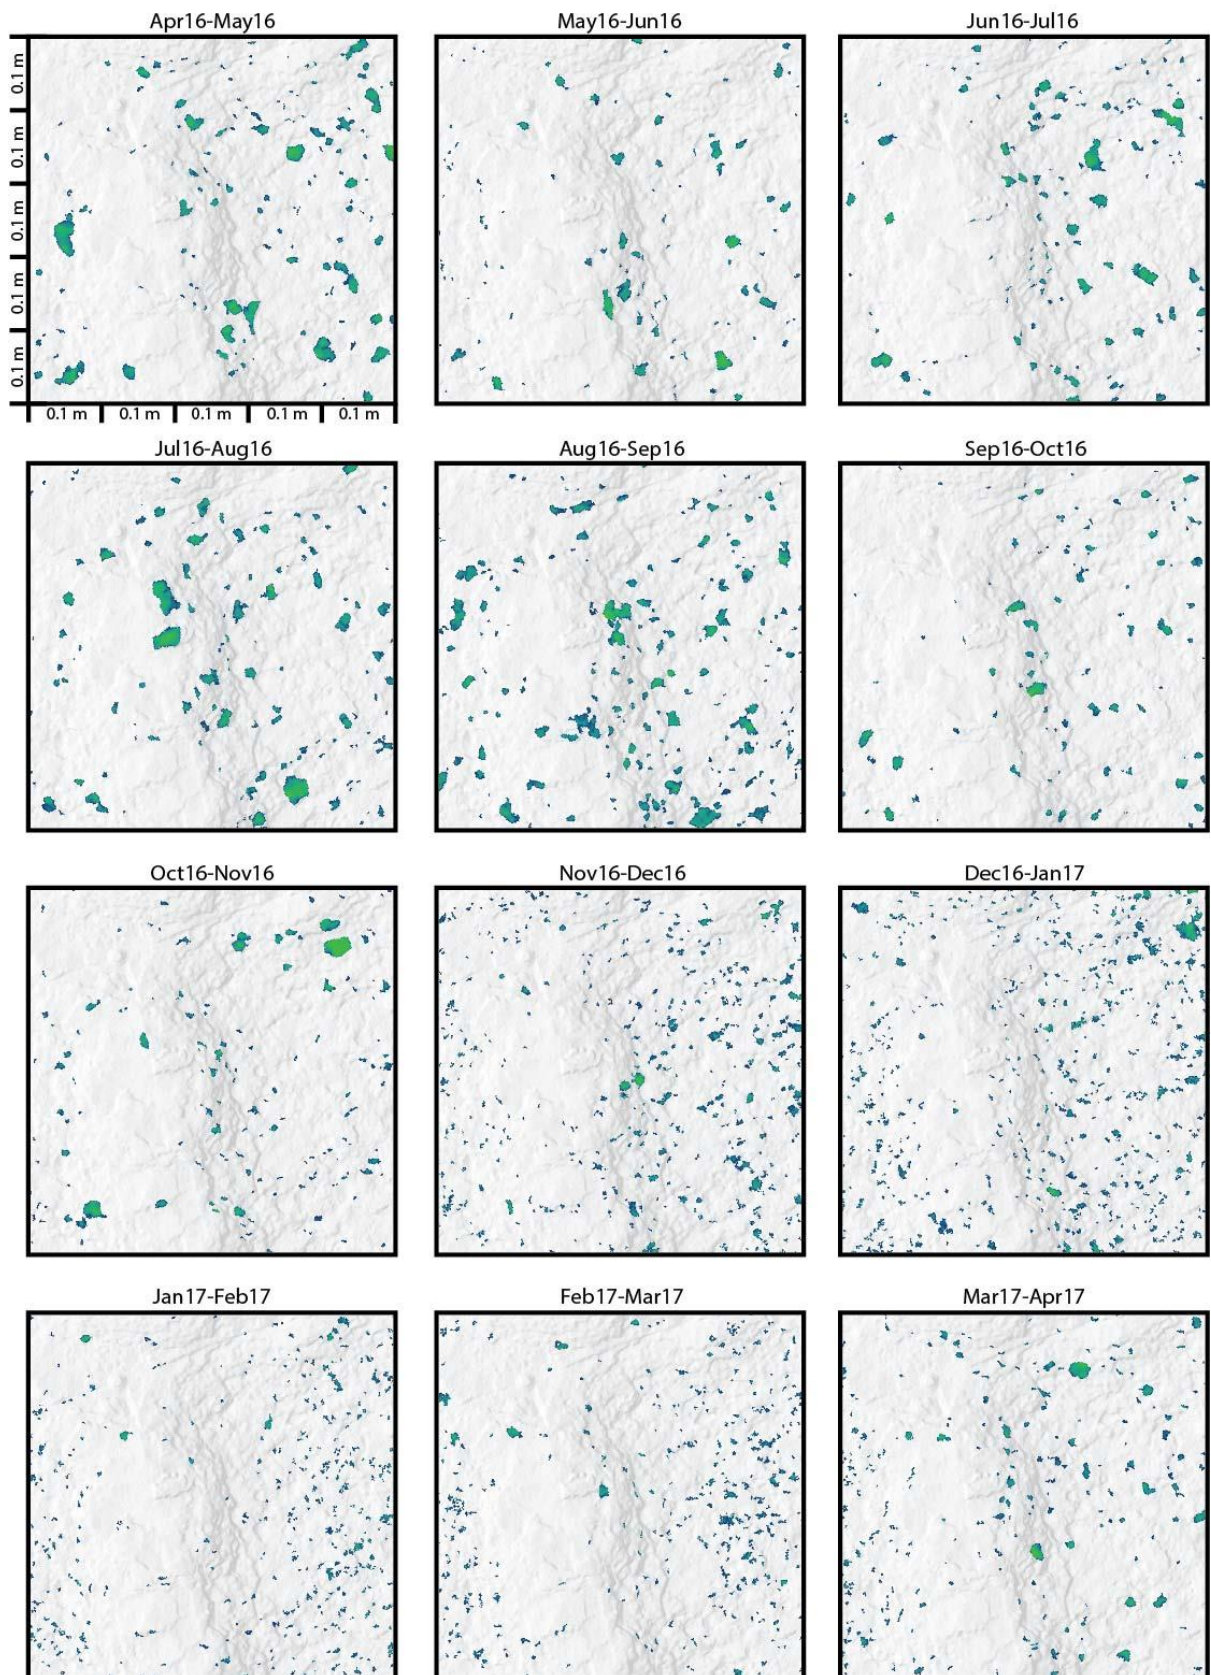 Apr16-May16
May16-Jun16
Jun16-Jul16
0.1 m
0.1 m
0.1 m
0.1 m
0.1 m
0.1 m
0.1 m
0.1 m
0.1 m
0.1 m
Jul16-Aug16
Aug16-Sep16
Sep16-Oct16
Oct16-Nov16
Nov16-Dec16
Dec16-Jan17
Jan17-Feb17
Feb17-Mar17
Mar17-Apr17